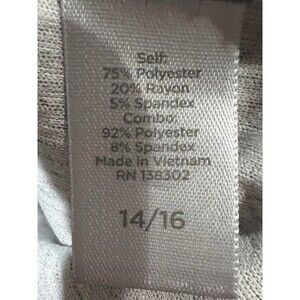 Self:
75% Polyester
20% Rayon
5% Spandex
Combo:
92% Polyester
8% Spandex
Made in Vietnam
RN 138302
14/16